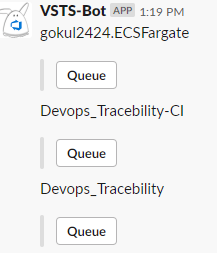 VSTS-Bot APP 1:19 PM
gokul2424.ECSFargate
Queue
Devops_Tracebility-CI
Queue
Devops_Tracebility
Queue